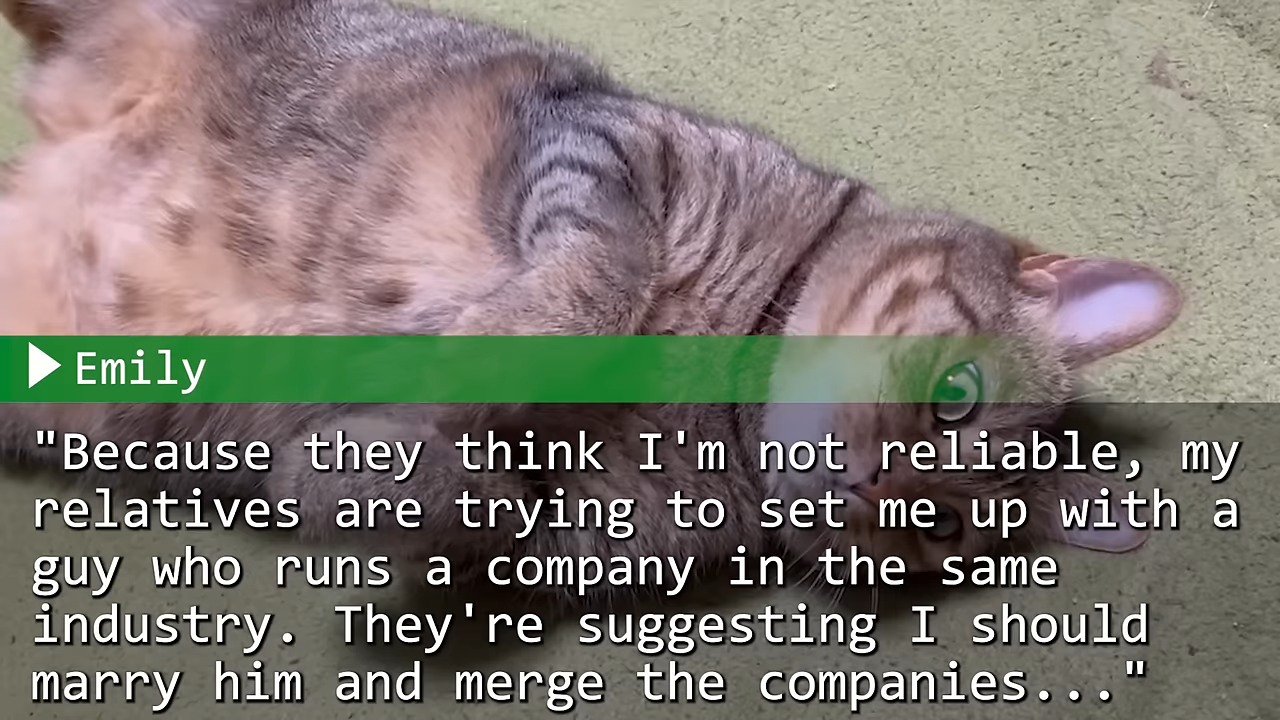 Emily
"Because they think I'm not reliable, my
relatives are trying to set me up with a
guy who runs a company in the same
industry. They're suggesting I should
marry him and merge the companies..."